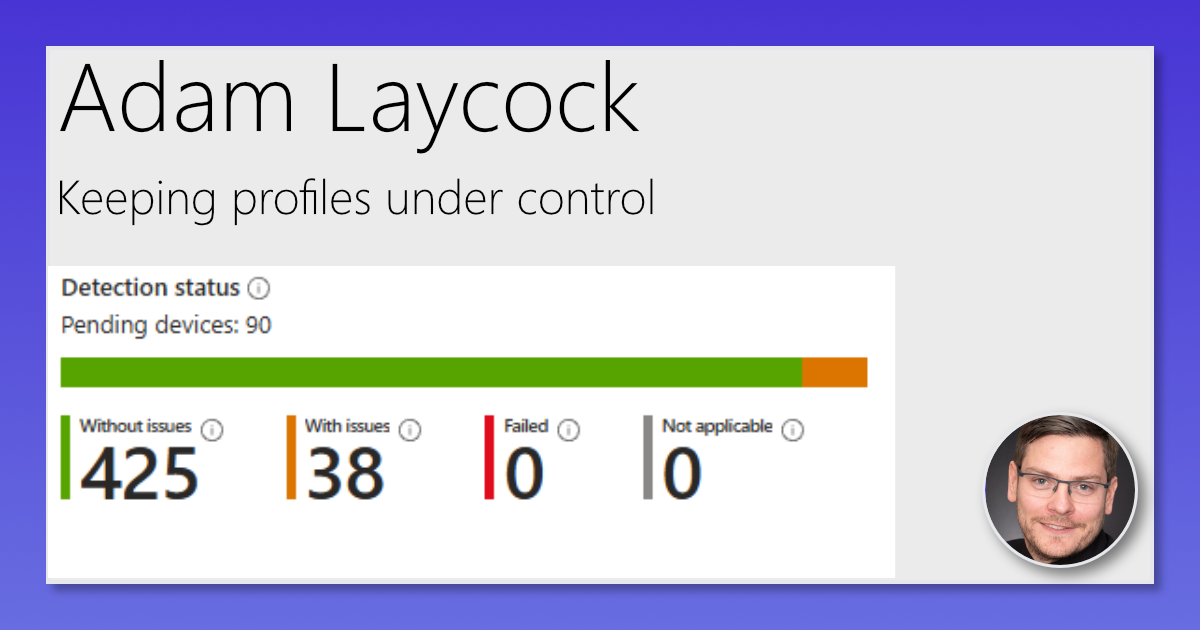 Adam Laycock
Keeping profiles under control
Detection status
Pending devices: 90
Without issues With issues Failed Not applicable
425 38 0 0